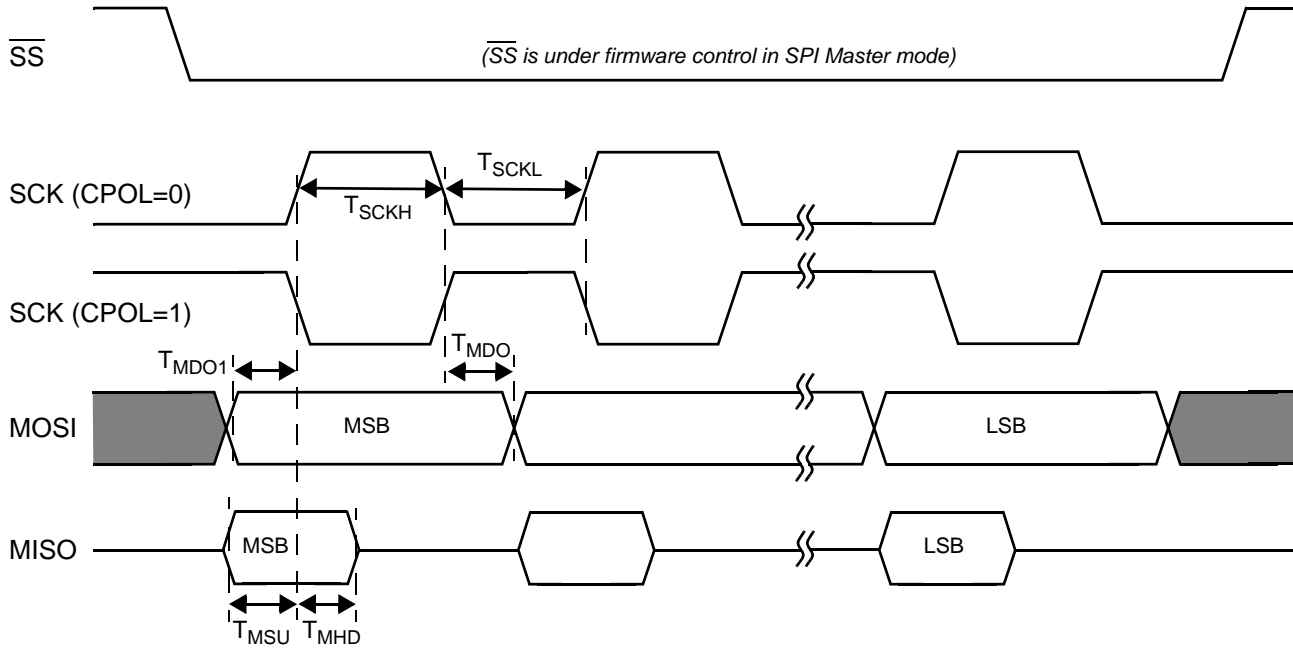 SS
(SS is under firmware control in SPI Master mode)
TSCKL
SCK (CPOL=0)
TSCKH
SCK (CPOL=1)
TMDO1
TMDO
MOSI
MSB
LSB
MISO
MSB
LSB
TMSU
TMHD